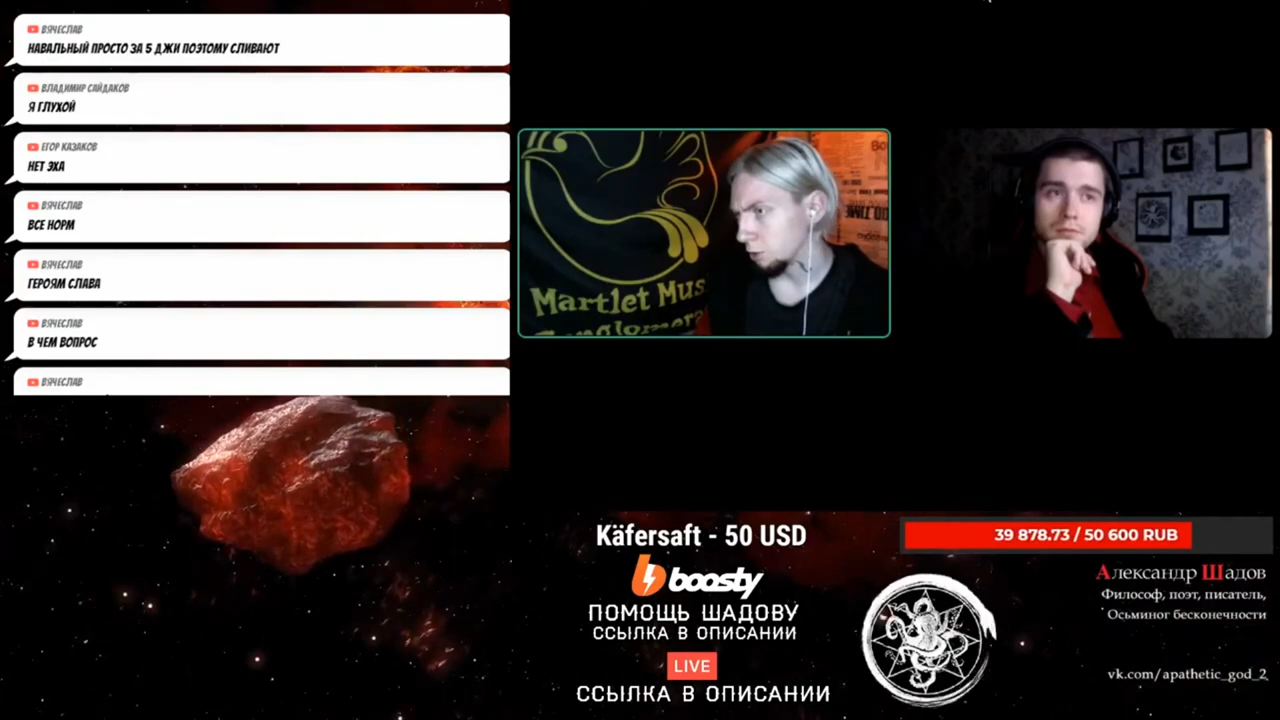 ВЯЧЕСЛАВ
НАВАЛЬНЫЙ ПРОСТО ЗА 5 ДЖИ ПОЭТОМУ СЛИВАЮТ
ВЛАДИМИР САЙДАКОВ
Я ГЛУХОЙ
ЕГОР КАЗАКОВ
НЕТ ЭХА
ВЯЧЕСЛАВ
ВСЕ НОРМ
ВЯЧЕСЛАВ
ГЕРОЯМ СЛАВА
ВЯЧЕСЛАВ
В ЧЕМ ВОПРОС
ВЯЧЕСЛАВ
Martlet Mus
Käfersaft - 50 USD
boosty
ПОМОЩЬ ШАДОВУ
ССЫЛКА В ОПИСАНИИ
LIVE
ССЫЛКА В ОПИСАНИИ
39 878.73 / 50 600 RUB
Александр Шадов
Философ, поэт, писатель,
Осьминог бесконечности
vk.com/apathetic_god_2